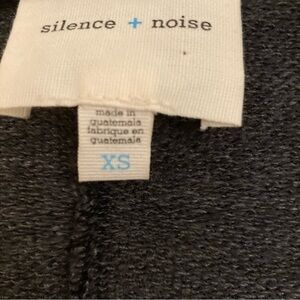 silence + noise
made in
guatemala
fabrique en
guatemala
XS